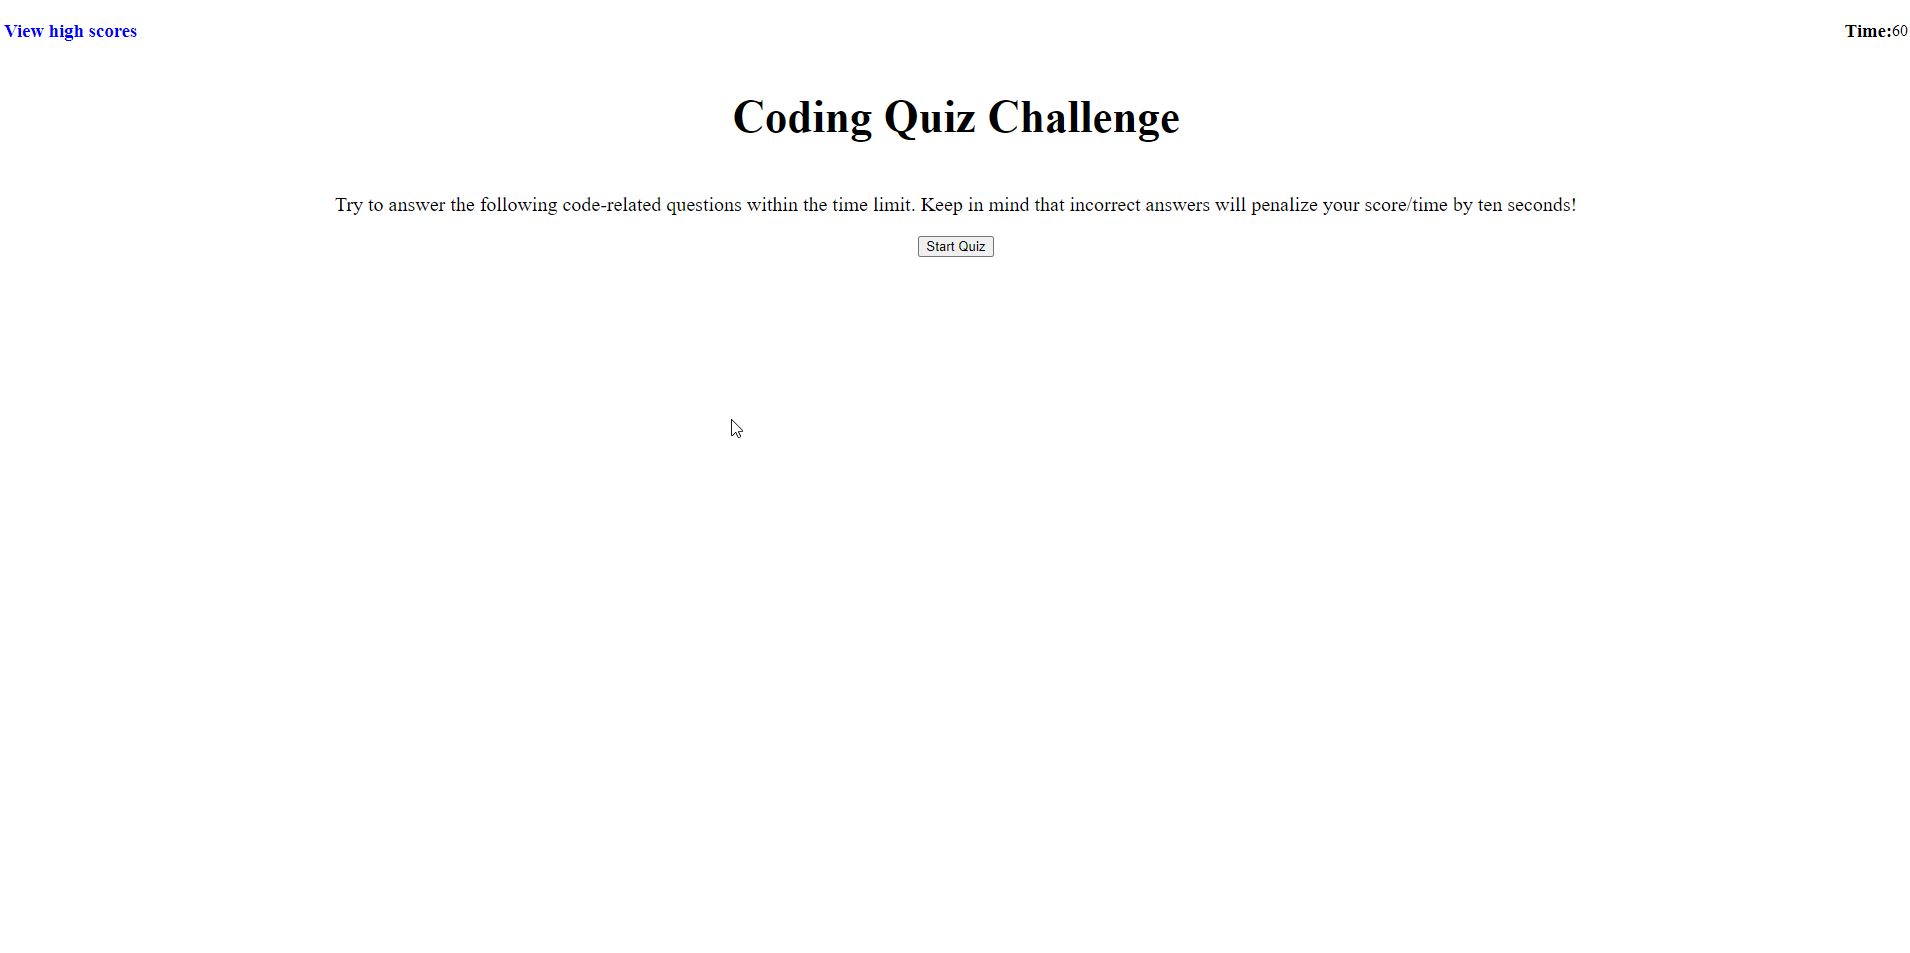 View high scores
Time:60
Coding Quiz Challenge
Try to answer the following code-related questions within the time limit. Keep in mind that incorrect answers will penalize your score/time by ten seconds!
Start Quiz